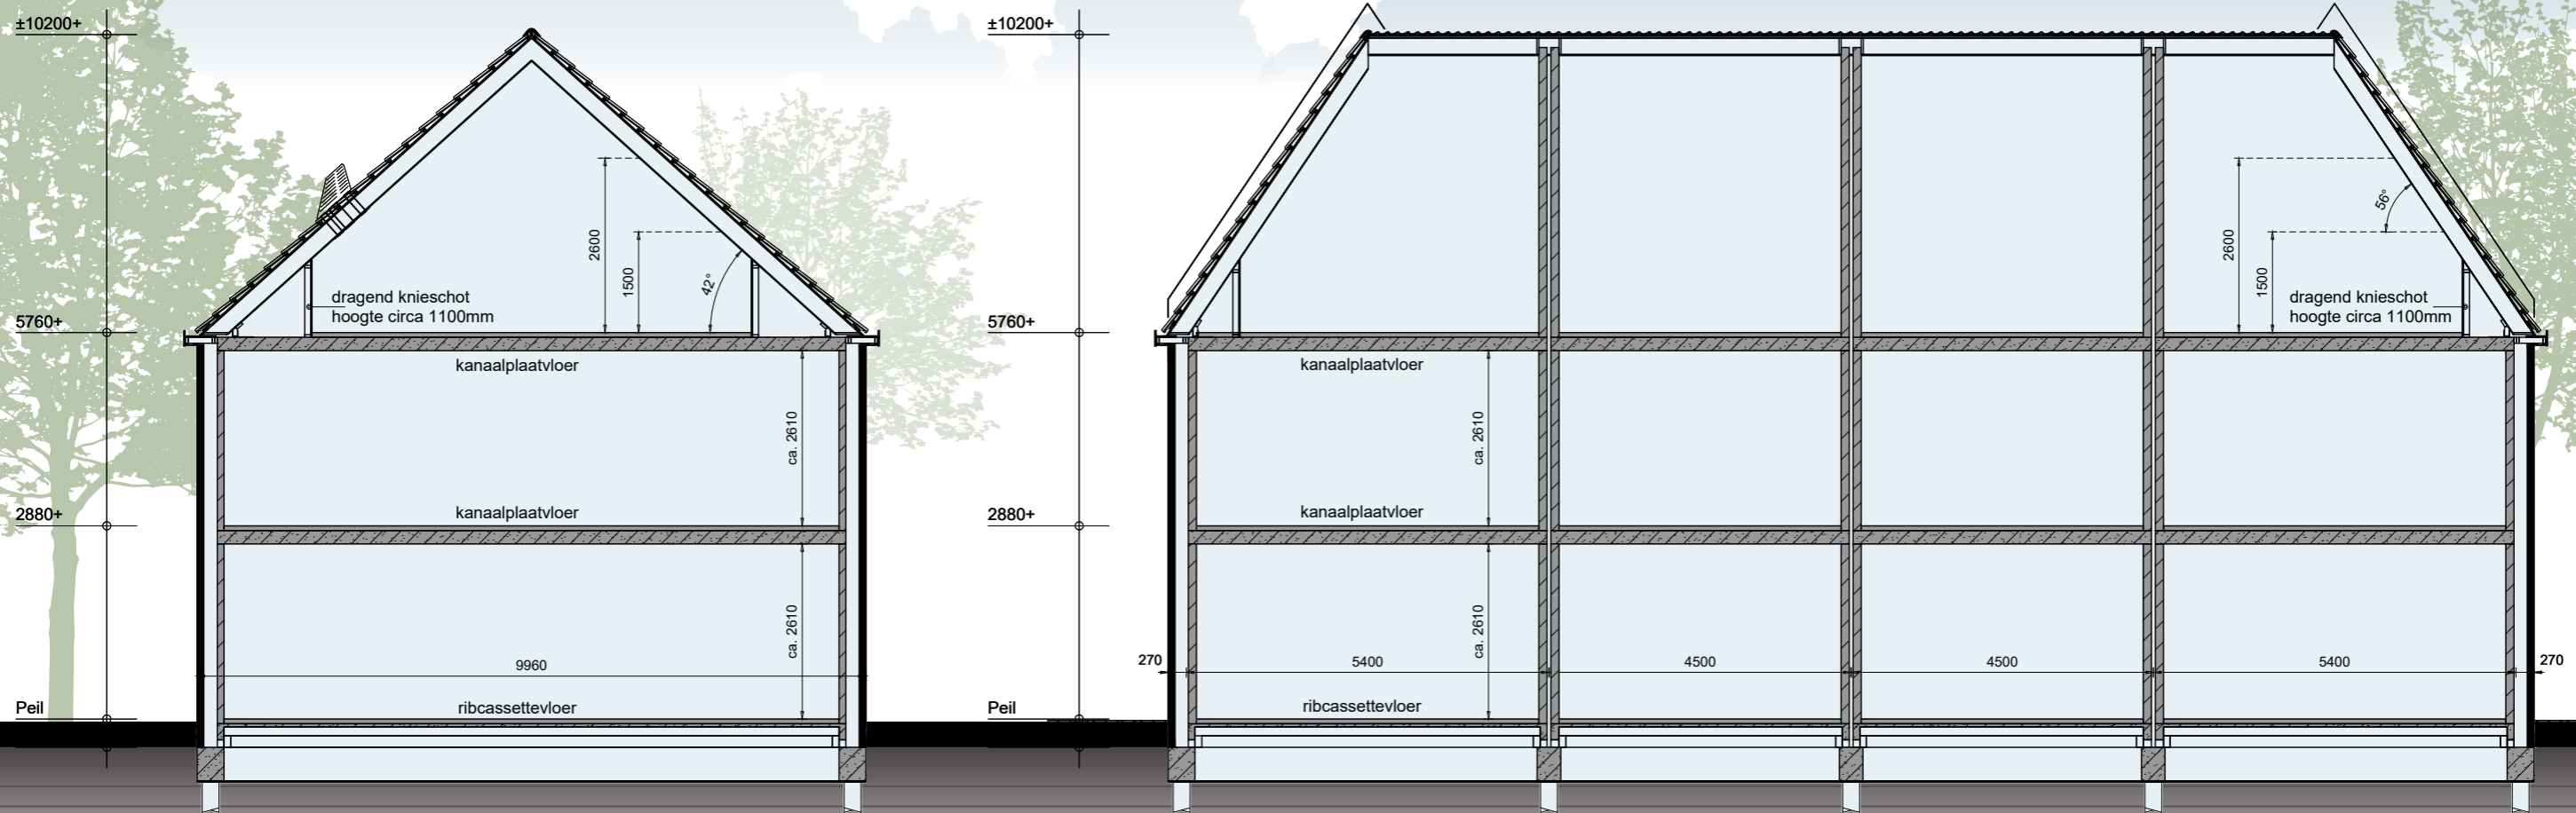 ±10200+
2600
1500
42°
dragend knieschot
hoogte circa 1100mm
5760+
kanaalplaatvloer
ca. 2610
kanaalplaatvloer
2880+
ca. 2610
9960
Peil
ribcassettevloer
±10200+
56°
2600
1500
dragend knieschot
hoogte circa 1100mm
5760+
kanaalplaatvloer
ca. 2610
kanaalplaatvloer
2880+
ca. 2610
270
5400
4500
4500
5400
270
Peil
ribcassettevloer